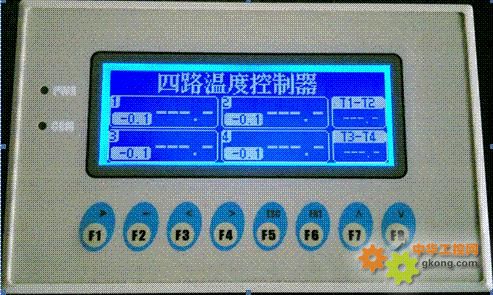 四路温度控制器
1 ---.- 2 ---.- T1-T2
-0.1 -0.1 ---.-
3 ---.- 4 ---.- T3-T4
-0.1 -0.1 ---.-
PWR
COM
> − < > ESC ENT ∧ ∨
F1 F2 F3 F4 F5 F6 F7 F8
中华工控网
gkong.com